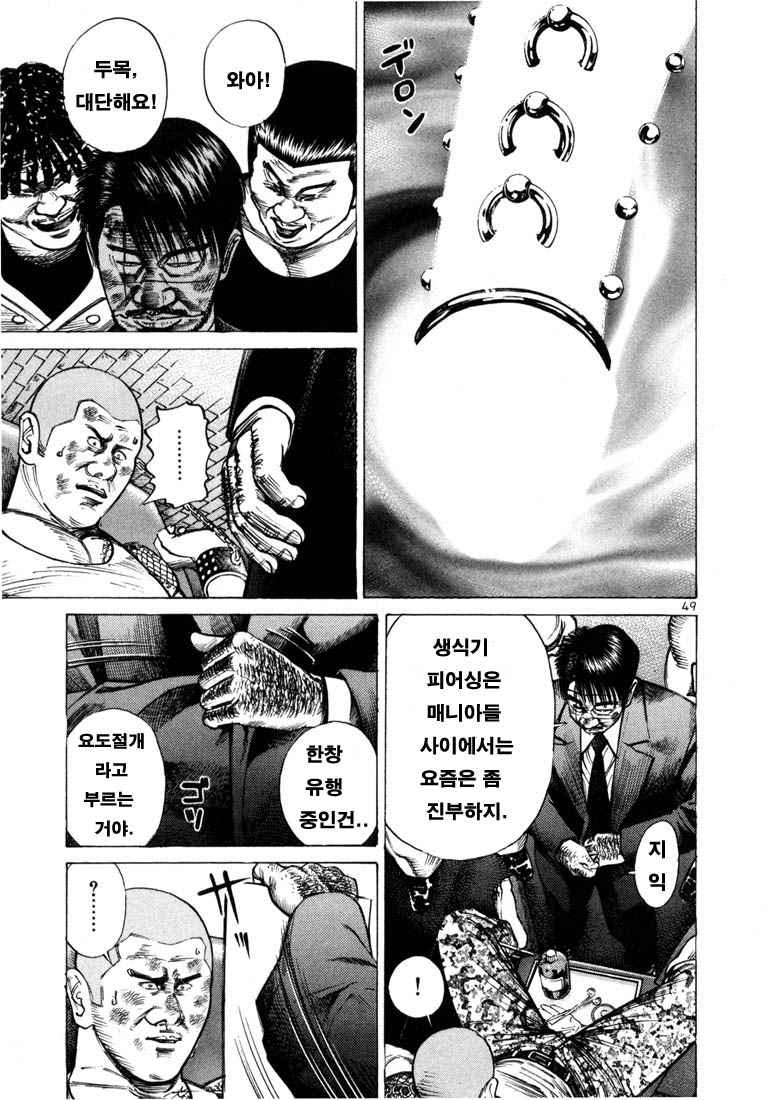 デロン
와아!
두목,
대단해요!
………
49
생식기
피어싱은
매니아들
사이에서는
요즘은 좀
진부하지.
지
익
!
한창
유행
중인건..
요도절개
라고
부르는
거야.
ゴソ
?……